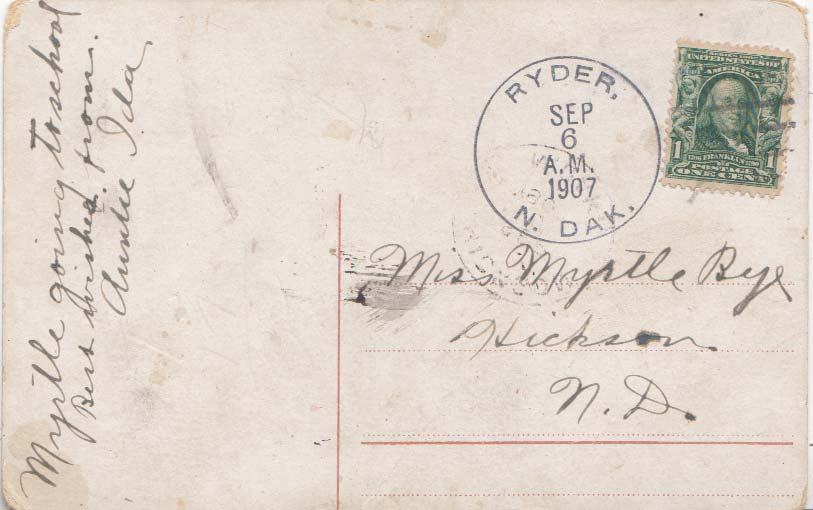 Myrtle going to school
Best wishes from
Auntie Ida
RYDER,
SEP
6
A.M.
1907
N. DAK.
UNITED STATES OF
AMERICA
1 1706 FRANKLIN 1790 1
POSTAGE
ONE CENT
Miss Myrtle Bye
Hickson
N. D.